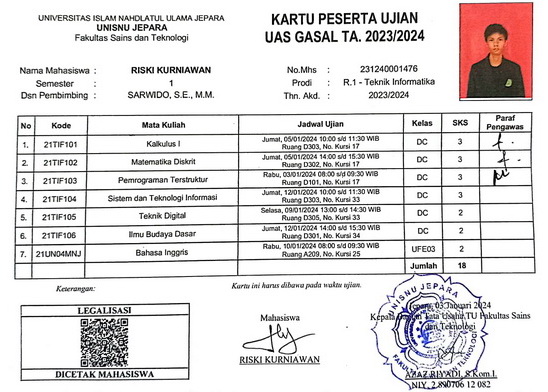 UNIVERSITAS ISLAM NAHDLATUL ULAMA JEPARA
UNISNU JEPARA
Fakultas Sains dan Teknologi
KARTU PESERTA UJIAN
UAS GASAL TA. 2023/2024
Nama Mahasiswa : RISKI KURNIAWAN
Semester : 1
Dsn Pembimbing : SARWIDO, S.E., M.M.
No.Mhs : 231240001476
Prodi : R.1 - Teknik Informatika
Thn. Akd. : 2023/2024
No Kode Mata Kuliah Jadwal Ujian Kelas SKS Paraf Pengawas
1. 21TIF101 Kalkulus I Jumat, 05/01/2024 10:00 s/d 11:30 WIB DC 3
Ruang D303, No. Kursi 17
2. 21TIF102 Matematika Diskrit Jumat, 05/01/2024 14:00 s/d 15:30 WIB DC 3
Ruang D302, No. Kursi 17
3. 21TIF103 Pemrograman Terstruktur Rabu, 03/01/2024 08:00 s/d 09:30 WIB DC 3
Ruang D101, No. Kursi 17
4. 21TIF104 Sistem dan Teknologi Informasi Jumat, 12/01/2024 10:00 s/d 11:30 WIB DC 3
Ruang D303, No. Kursi 33
5. 21TIF105 Teknik Digital Selasa, 09/01/2024 13:00 s/d 14:30 WIB DC 2
Ruang D305, No. Kursi 33
6. 21TIF106 Ilmu Budaya Dasar Jumat, 12/01/2024 14:00 s/d 15:30 WIB DC 2
Ruang D301, No. Kursi 34
7. 21UN04MNJ Bahasa Inggris Rabu, 10/01/2024 08:00 s/d 09:30 WIB UFE03 2
Ruang A209, No. Kursi 25
Jumlah 18
Keterangan:
Kartu ini harus dibawa pada waktu ujian.
LEGALISASI
DICETAK MAHASISWA
Mahasiswa
RISKI KURNIAWAN
Jepara, 03 Januari 2024
Kepala Bagian Tata Usaha TU Fakultas Sains
dan Teknologi
UNISNU JEPARA
AZAZ RIYADI, S.Kom.I.
NIY. 2 890706 12 082